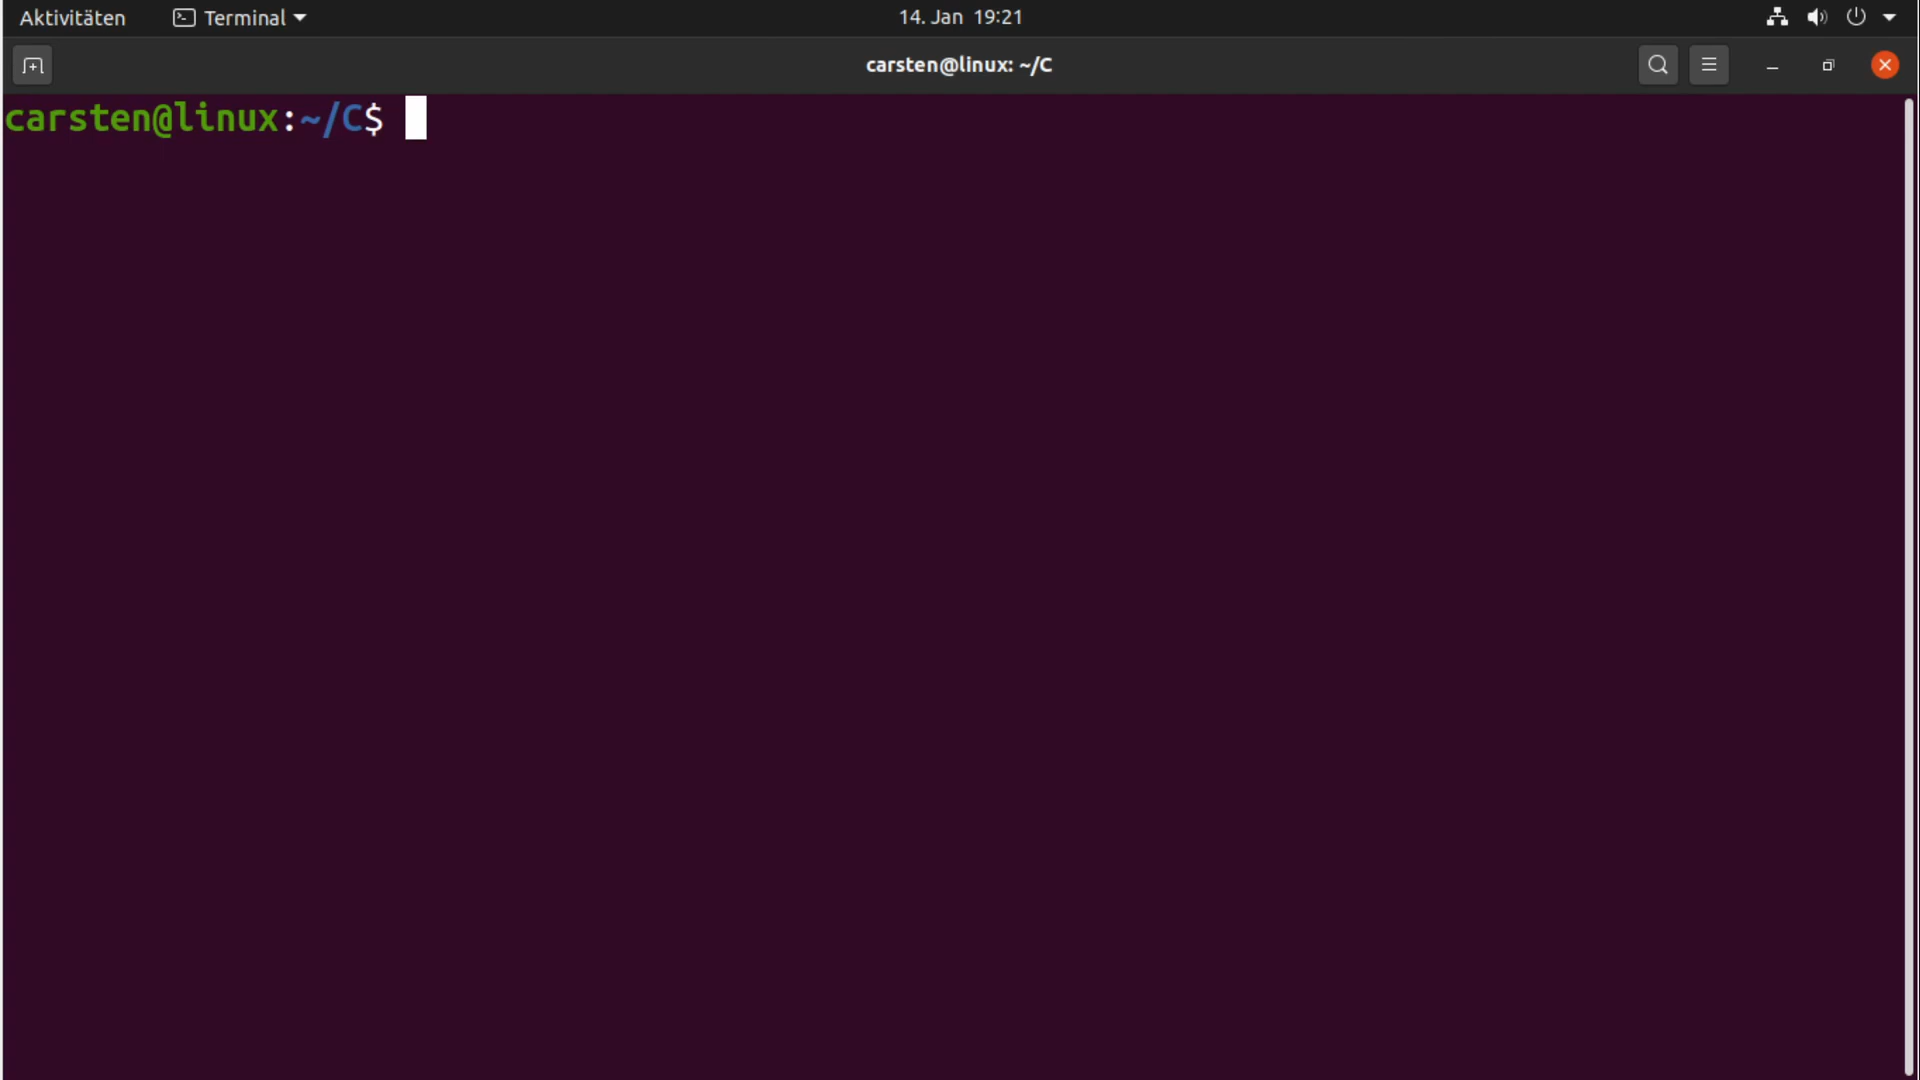 Aktivitäten Terminal 14. Jan 19:21
carsten@linux: ~/C
carsten@linux:~/C$